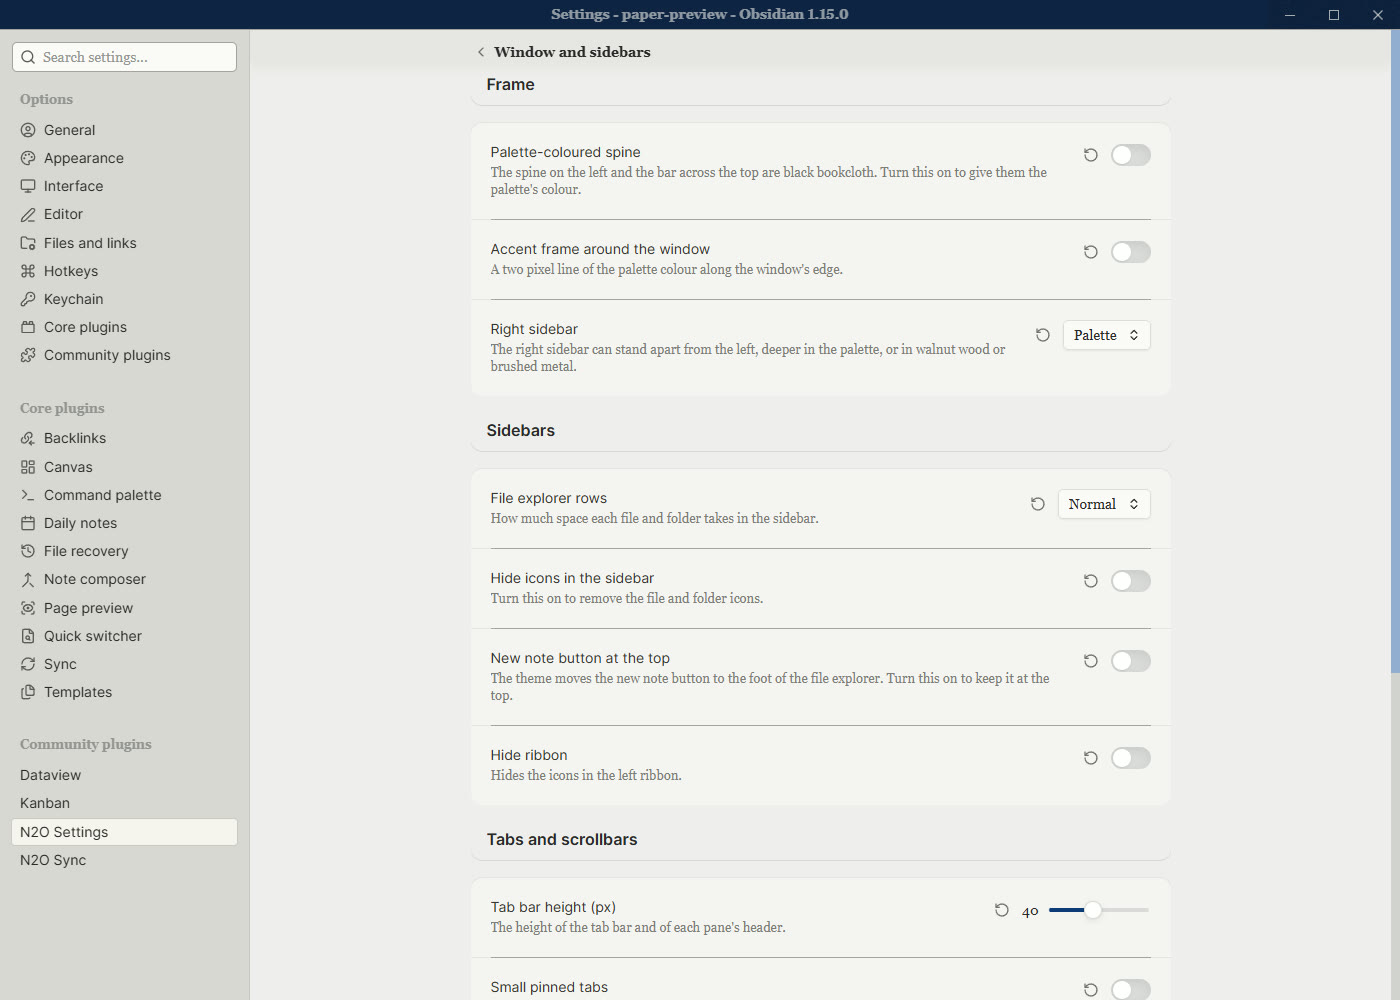 Settings - paper-preview - Obsidian 1.15.0
Search settings...
Options
General
Appearance
Interface
Editor
Files and links
Hotkeys
Keychain
Core plugins
Community plugins
Core plugins
Backlinks
Canvas
Command palette
Daily notes
File recovery
Note composer
Page preview
Quick switcher
Sync
Templates
Community plugins
Dataview
Kanban
N2O Settings
N2O Sync
Window and sidebars
Frame
Palette-coloured spine
The spine on the left and the bar across the top are black bookcloth. Turn this on to give them the
palette's colour.
Accent frame around the window
A two pixel line of the palette colour along the window's edge.
Right sidebar
The right sidebar can stand apart from the left, deeper in the palette, or in walnut wood or
brushed metal.
Palette
Sidebars
File explorer rows
How much space each file and folder takes in the sidebar.
Normal
Hide icons in the sidebar
Turn this on to remove the file and folder icons.
New note button at the top
The theme moves the new note button to the foot of the file explorer. Turn this on to keep it at the
top.
Hide ribbon
Hides the icons in the left ribbon.
Tabs and scrollbars
Tab bar height (px)
The height of the tab bar and of each pane's header.
40
Small pinned tabs